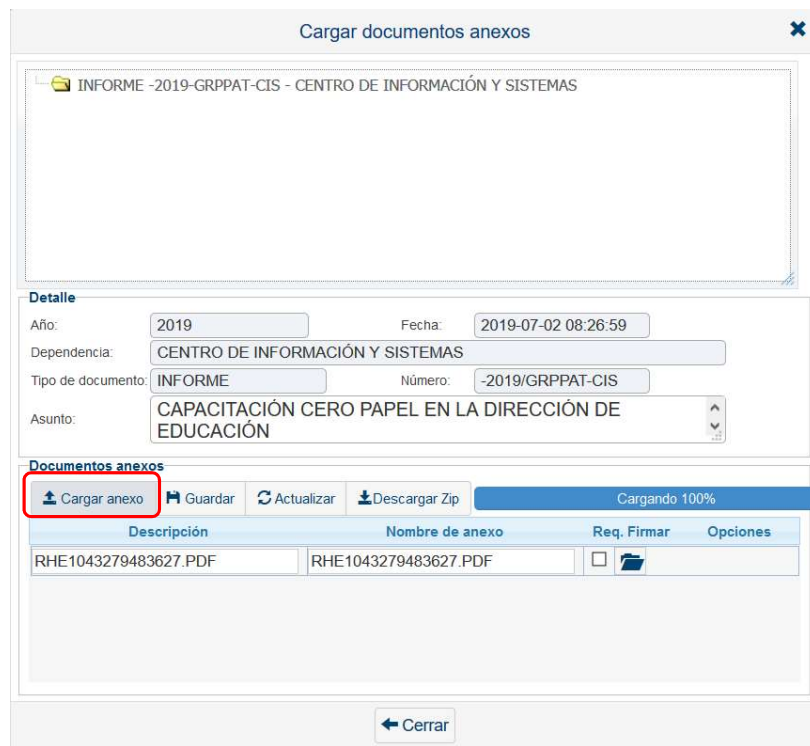 Cargar documentos anexos
INFORME -2019-GRPPAT-CIS - CENTRO DE INFORMACIÓN Y SISTEMAS
Detalle
Año: 2019 Fecha: 2019-07-02 08:26:59
Dependencia: CENTRO DE INFORMACIÓN Y SISTEMAS
Tipo de documento: INFORME Número: -2019/GRPPAT-CIS
Asunto: CAPACITACIÓN CERO PAPEL EN LA DIRECCIÓN DE
EDUCACIÓN
Documentos anexos
Cargar anexo Guardar Actualizar Descargar Zip Cargando 100%
Descripción Nombre de anexo Req. Firmar Opciones
RHE1043279483627.PDF RHE1043279483627.PDF
Cerrar